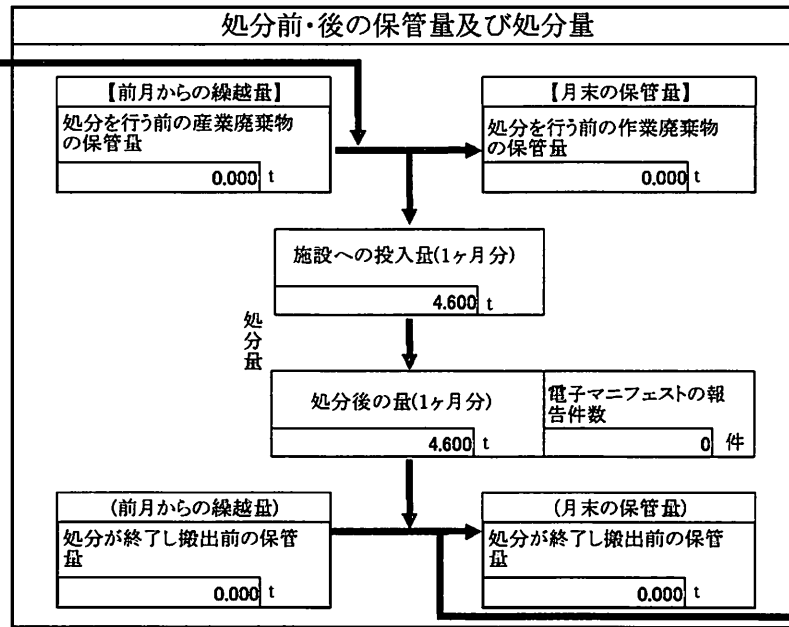 処分前・後の保管量及び処分量
【前月からの繰越量】
処分を行う前の産業廃棄物
の保管量
0.000 t
【月末の保管量】
処分を行う前の作業廃棄物
の保管量
0.000 t
施設への投入量(1ヶ月分)
4.600 t
処分量
処分後の量(1ヶ月分)
4.600 t
電子マニフェストの報
告件数
0 件
(前月からの繰越量)
処分が終了し搬出前の保管
量
0.000 t
(月末の保管量)
処分が終了し搬出前の保管
量
0.000 t